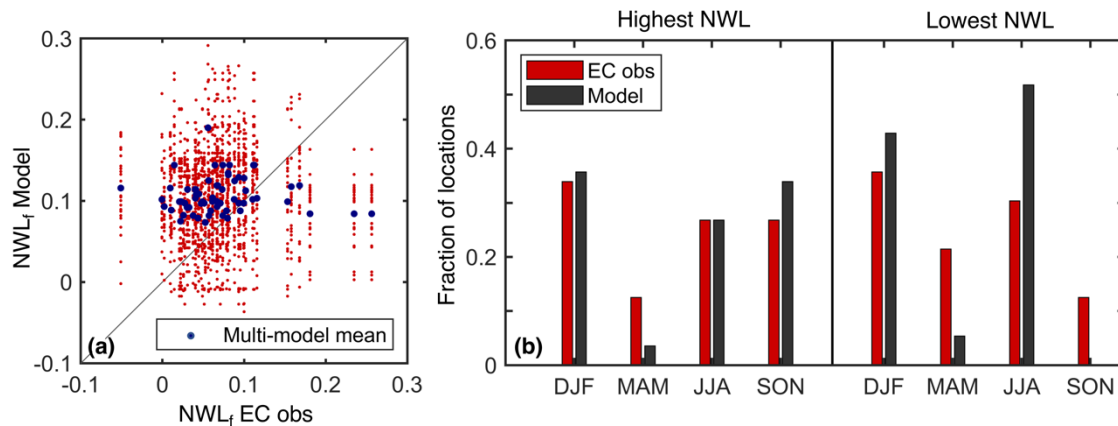 0.3
0.2
0.1
0
-0.1
NWLf Model
(a)
Multi-model mean
-0.1 0 0.1 0.2 0.3
NWLf EC obs
Highest NWL Lowest NWL
0.6
0.4
0.2
0
Fraction of locations
EC obs
Model
(b)
DJF MAM JJA SON DJF MAM JJA SON